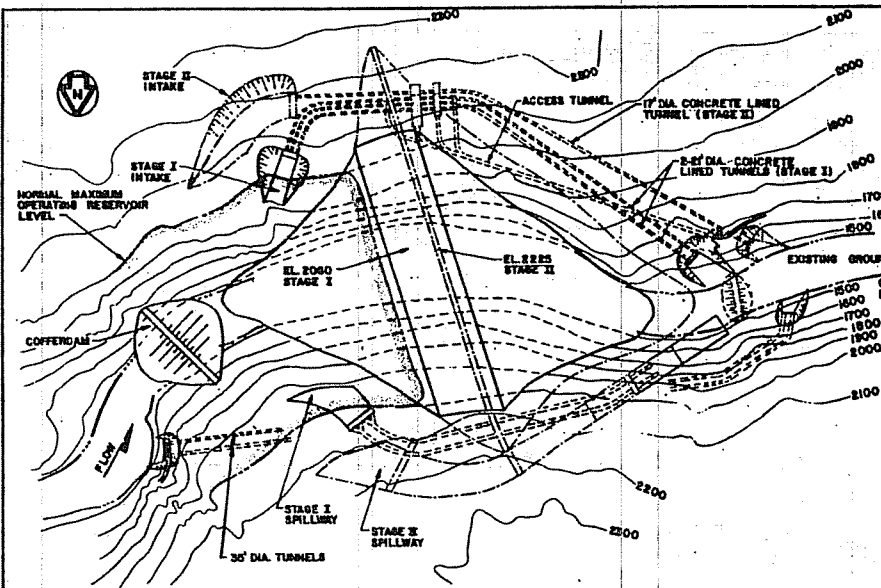 2300
2100
STAGE II
INTAKE
2200
N
ACCESS TUNNEL
2000
17' DIA. CONCRETE LINED
TUNNEL (STAGE II)
STAGE I
INTAKE
1900
2-21' DIA. CONCRETE
LINED TUNNELS (STAGE I)
1800
NORMAL MAXIMUM
OPERATING RESERVOIR
LEVEL
1700
1500
EL. 2060
STAGE I
EL. 2225
STAGE II
EXISTING GROU
1500
1600
1700
1800
1900
2000
COFFERDAM
2100
FLOW
2200
STAGE I
SPILLWAY
STAGE II
SPILLWAY
2300
35' DIA. TUNNELS